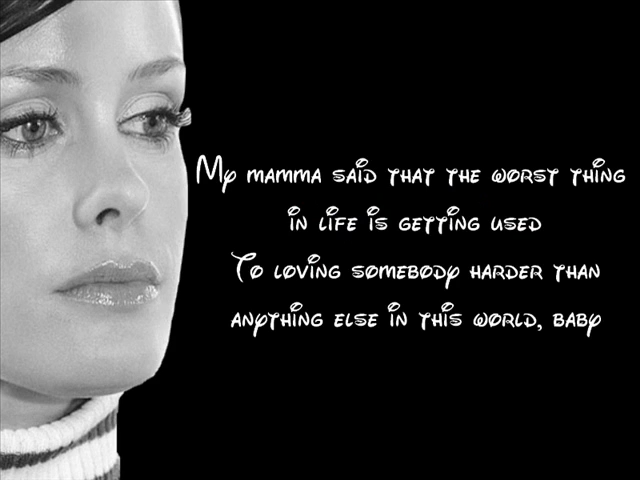 My mamma said that the worst thing
in life is getting used
To loving somebody harder than
anything else in this world, baby